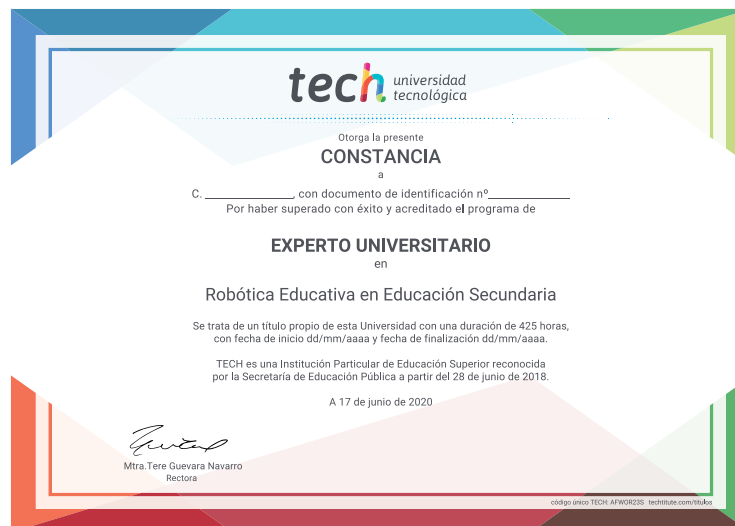 tech universidad
tecnológica
Otorga la presente
CONSTANCIA
a
C. ______________, con documento de identificación nº______________
Por haber superado con éxito y acreditado el programa de
EXPERTO UNIVERSITARIO
en
Robótica Educativa en Educación Secundaria
Se trata de un título propio de esta Universidad con una duración de 425 horas,
con fecha de inicio dd/mm/aaaa y fecha de finalización dd/mm/aaaa.
TECH es una Institución Particular de Educación Superior reconocida
por la Secretaría de Educación Pública a partir del 28 de junio de 2018.
A 17 de junio de 2020
Mtra.Tere Guevara Navarro
Rectora
código único TECH: AFWOR23S techtitute.com/titulos